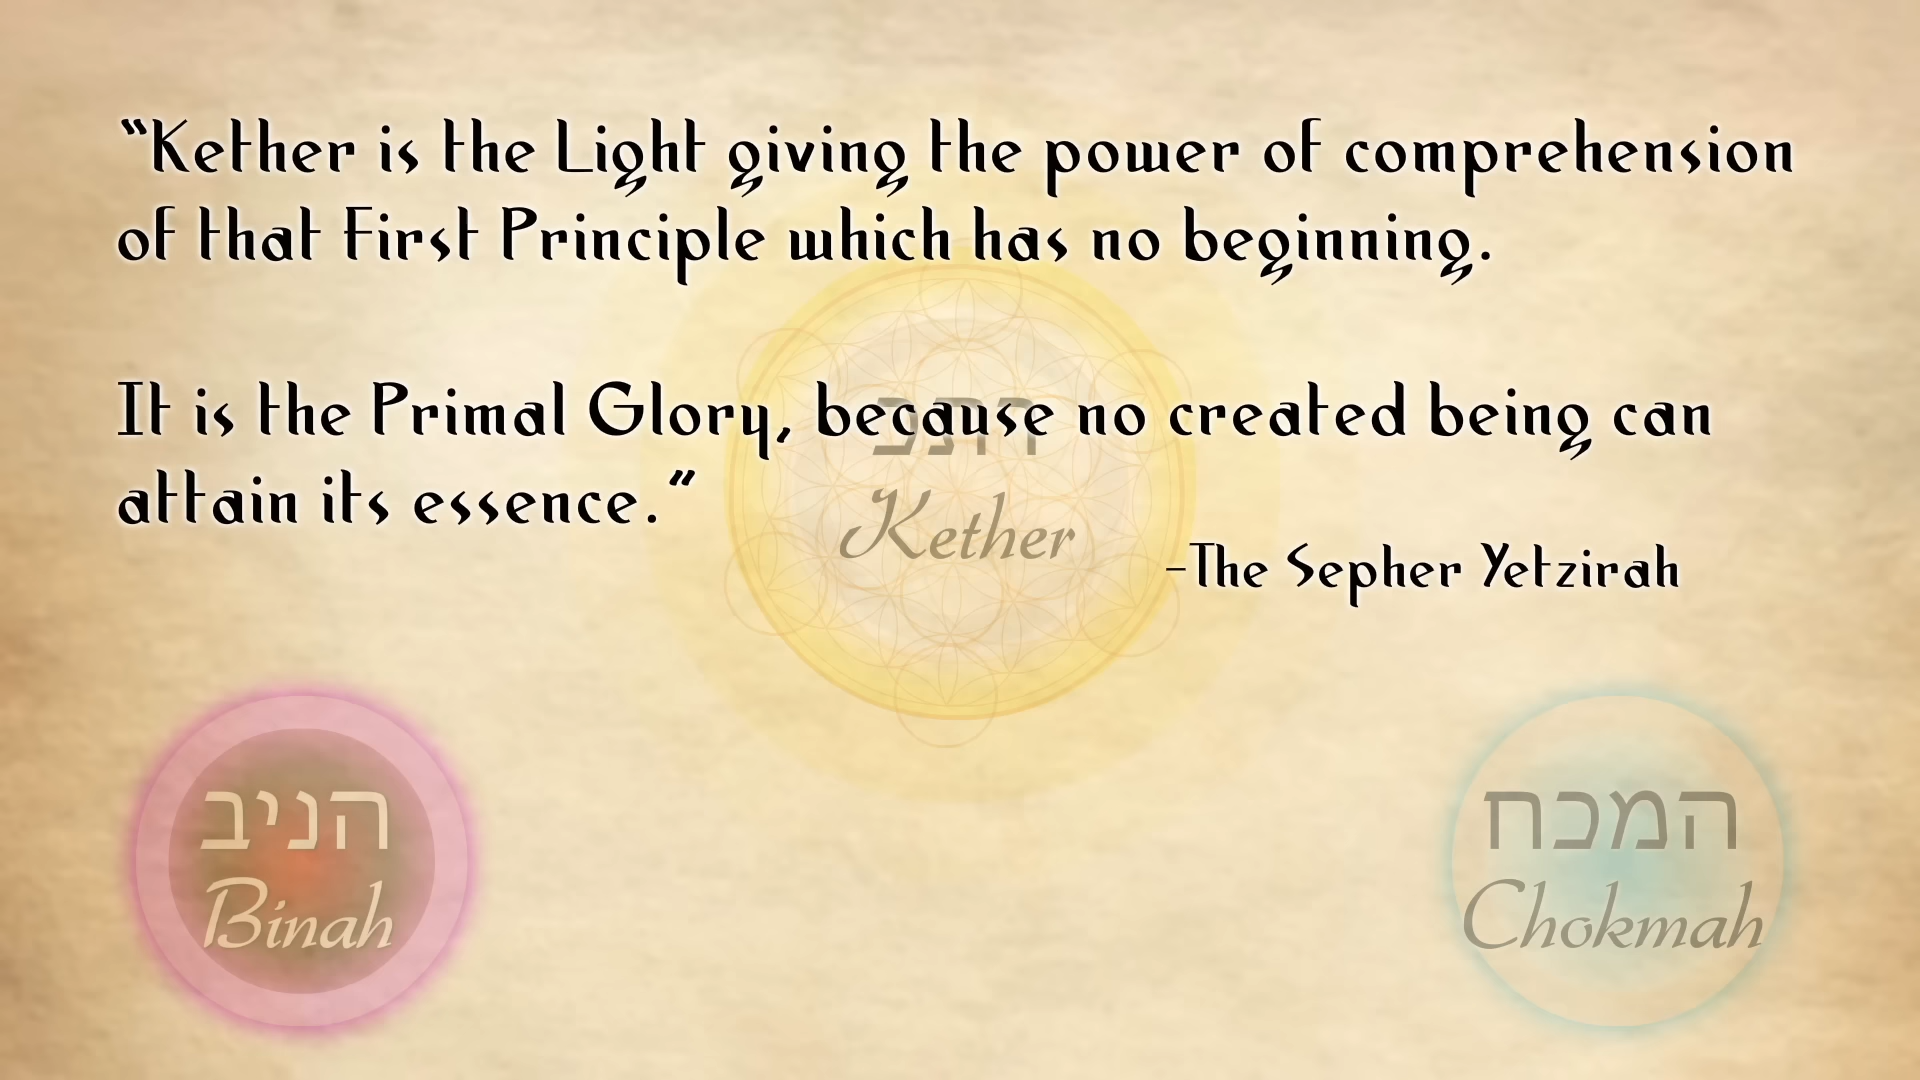 “Kether is the Light giving the power of comprehension
of that First Principle which has no beginning.
It is the Primal Glory, because no created being can
attain its essence.”
רתכ
Kether
-The Sepher Yetzirah
הניב
Binah
המכח
Chokmah